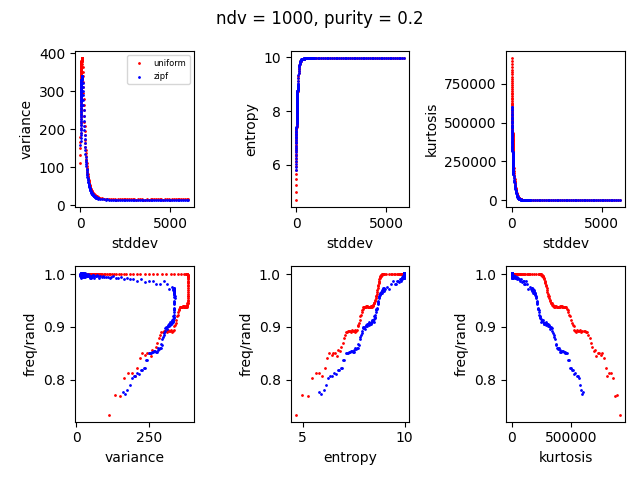 ndv = 1000, purity = 0.2
400
300
200
100
0
variance
0
5000
stddev
uniform
zipf
10
8
6
entropy
0
5000
stddev
750000
500000
250000
0
kurtosis
0
5000
stddev
1.0
0.9
0.8
freq/rand
0
250
variance
1.0
0.9
0.8
freq/rand
5
10
entropy
1.0
0.9
0.8
freq/rand
0
500000
kurtosis